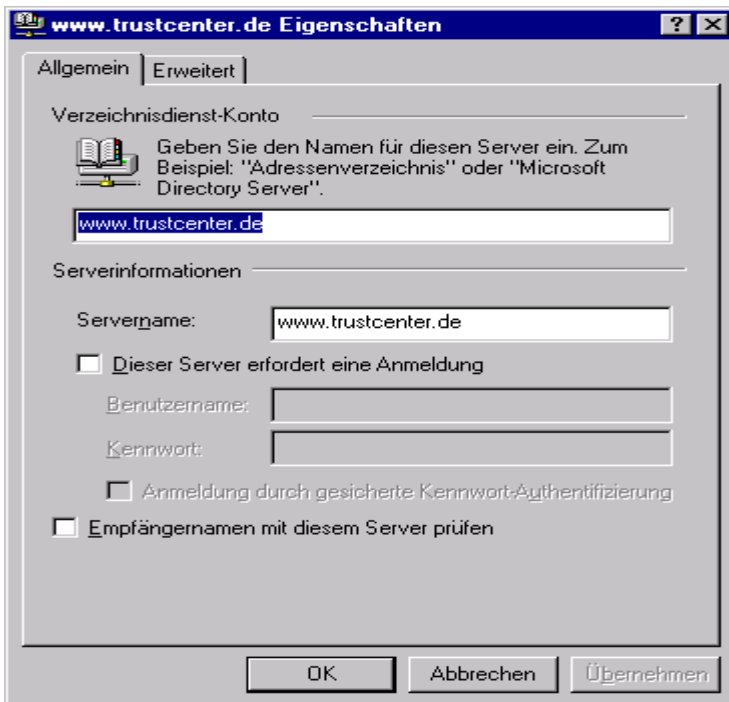 www.trustcenter.de Eigenschaften
Allgemein
Erweitert
Verzeichnisdienst-Konto
Geben Sie den Namen für diesen Server ein. Zum
Beispiel: "Adressenverzeichnis" oder "Microsoft
Directory Server".
www.trustcenter.de
Serverinformationen
Servername:
www.trustcenter.de
Dieser Server erfordert eine Anmeldung
Benutzername:
Kennwort:
Anmeldung durch gesicherte Kennwort-Authentifizierung
Empfängernamen mit diesem Server prüfen
OK
Abbrechen
Übernehmen